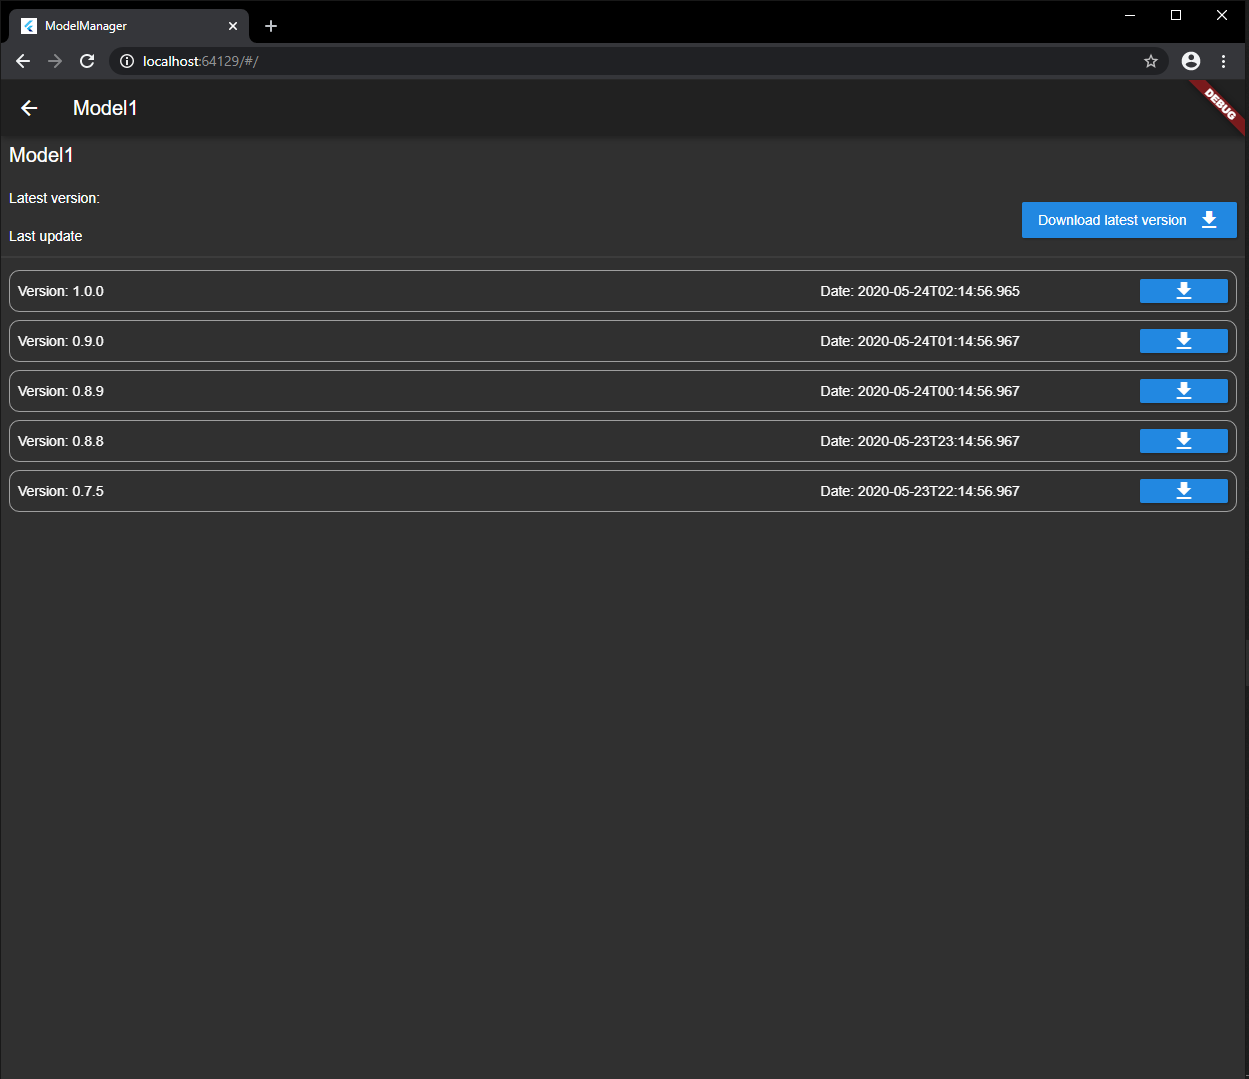 ModelManager
localhost:64129/#/
Model1
DEBUG
Model1
Latest version:
Download latest version
Last update
Version: 1.0.0 Date: 2020-05-24T02:14:56.965
Version: 0.9.0 Date: 2020-05-24T01:14:56.967
Version: 0.8.9 Date: 2020-05-24T00:14:56.967
Version: 0.8.8 Date: 2020-05-23T23:14:56.967
Version: 0.7.5 Date: 2020-05-23T22:14:56.967